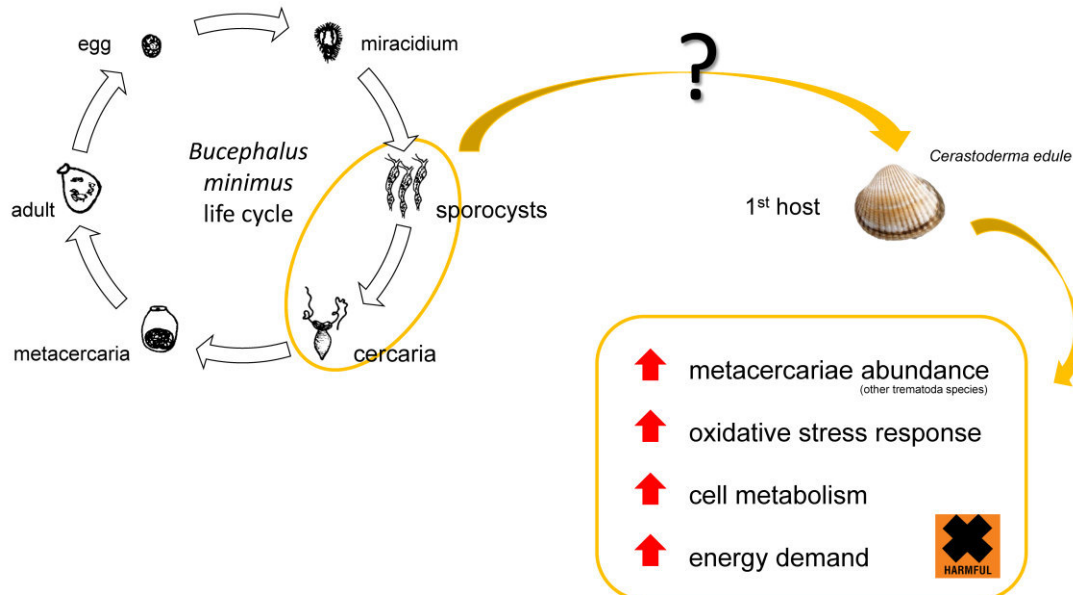 egg
miracidium
?
Bucephalus
minimus
life cycle
Cerastoderma edule
adult
sporocysts
1st host
metacercaria
cercaria
metacercariae abundance
(other trematoda species)
oxidative stress response
cell metabolism
energy demand
HARMFUL